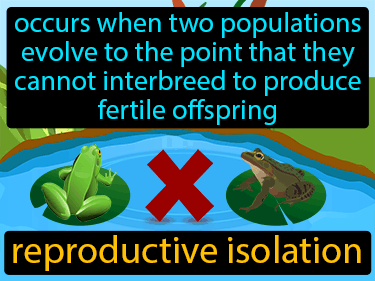 occurs when two populations
evolve to the point that they
cannot interbreed to produce
fertile offspring
reproductive isolation